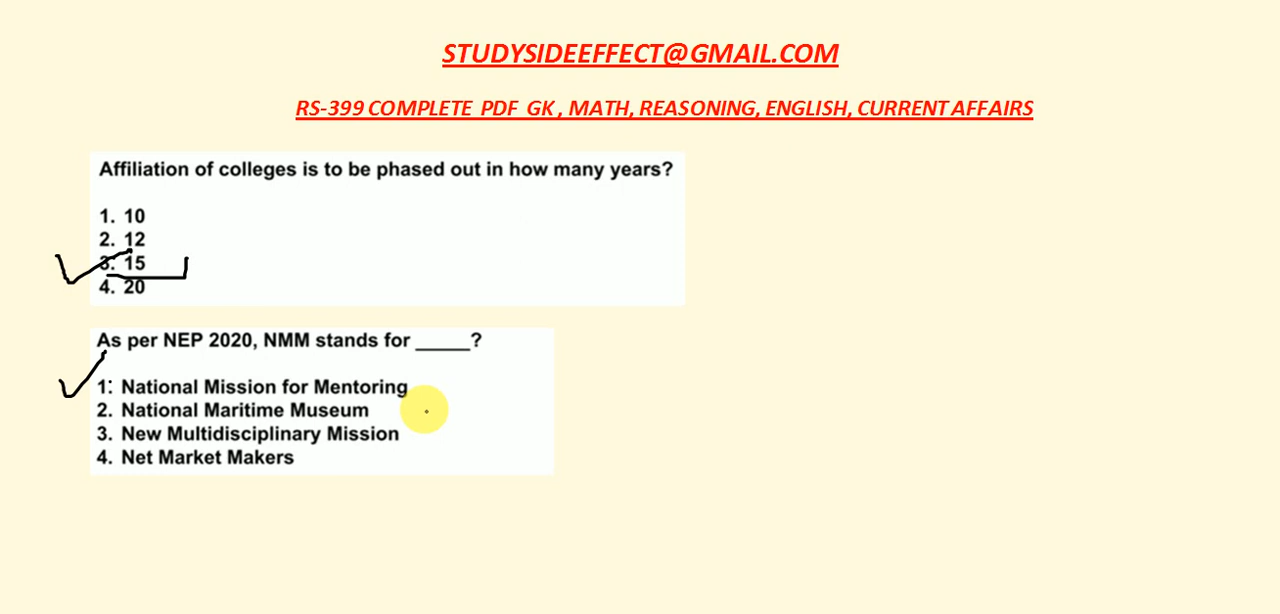 STUDYSIDEEFFECT@GMAIL.COM
RS-399 COMPLETE PDF GK , MATH, REASONING, ENGLISH, CURRENT AFFAIRS
Affiliation of colleges is to be phased out in how many years?
1. 10
2. 12
3. 15
4. 20
As per NEP 2020, NMM stands for _____?
1. National Mission for Mentoring
2. National Maritime Museum
3. New Multidisciplinary Mission
4. Net Market Makers